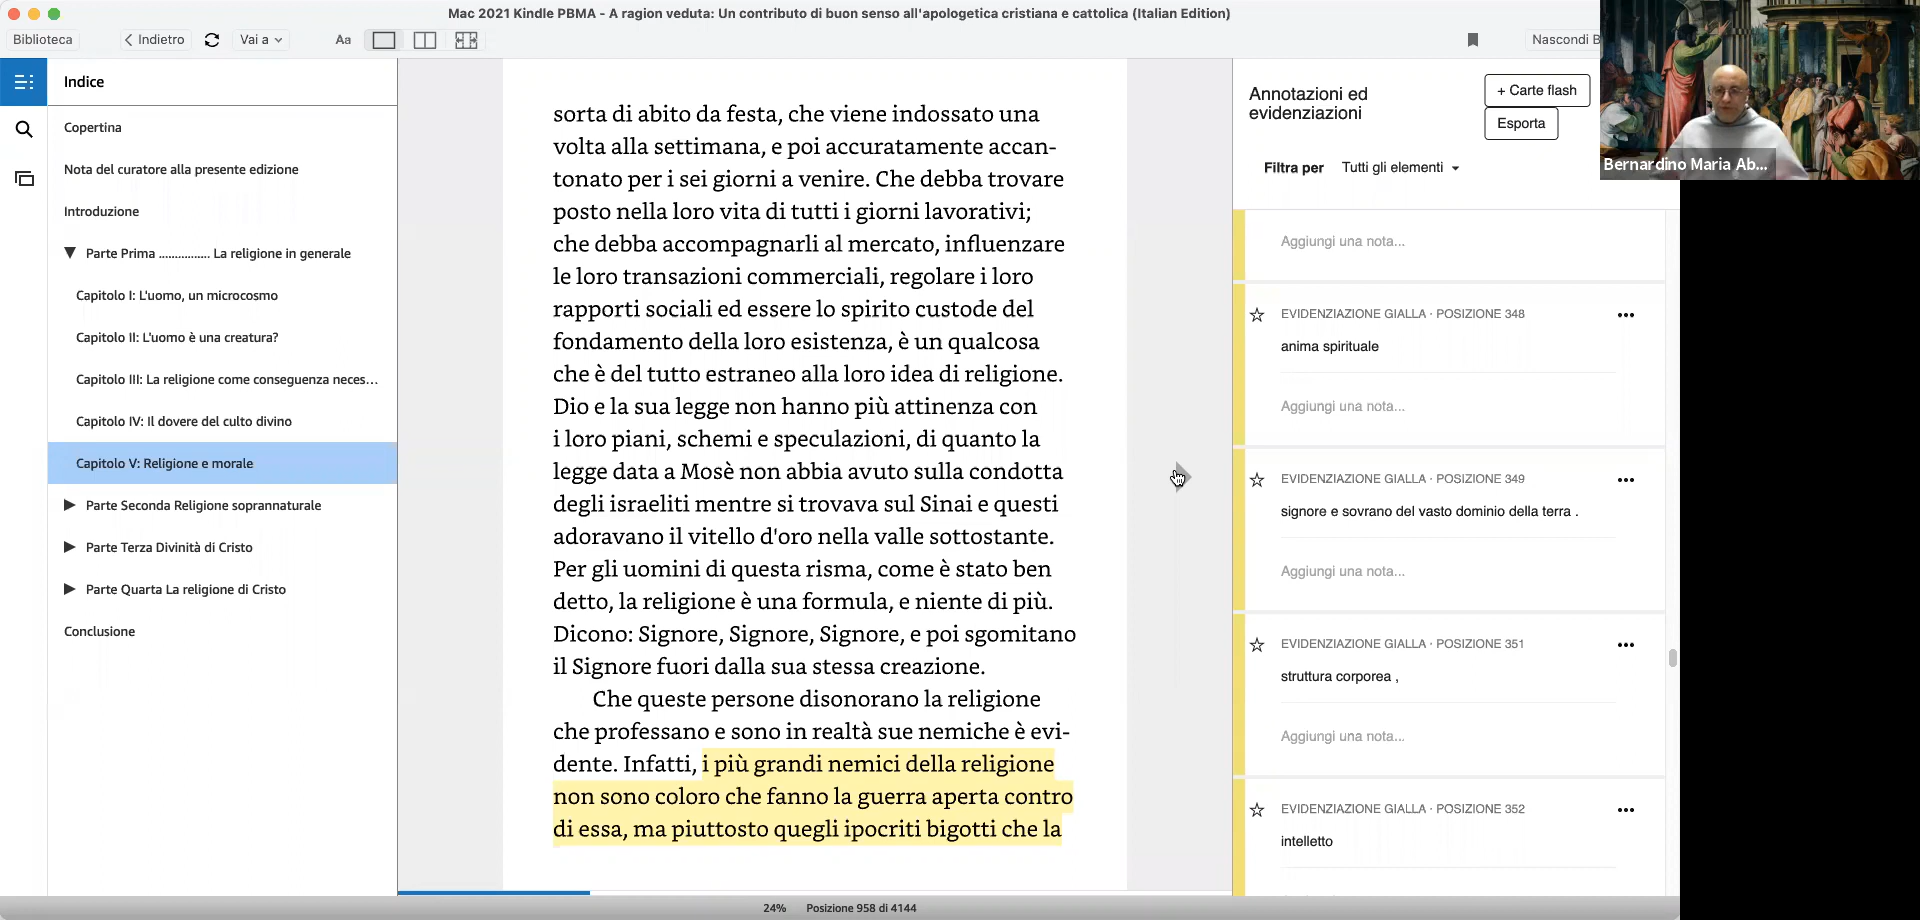 Mac 2021 Kindle PBMA - A ragion veduta: Un contributo di buon senso all'apologetica cristiana e cattolica (Italian Edition)
Biblioteca
Indietro
Vai a
Aa
Nascondi B
Indice
Copertina
Nota del curatore alla presente edizione
Introduzione
Parte Prima ................ La religione in generale
Capitolo I: L'uomo, un microcosmo
Capitolo II: L'uomo è una creatura?
Capitolo III: La religione come conseguenza neces...
Capitolo IV: Il dovere del culto divino
Capitolo V: Religione e morale
Parte Seconda Religione soprannaturale
Parte Terza Divinità di Cristo
Parte Quarta La religione di Cristo
Conclusione
sorta di abito da festa, che viene indossato una
volta alla settimana, e poi accuratamente accan-
tonato per i sei giorni a venire. Che debba trovare
posto nella loro vita di tutti i giorni lavorativi;
che debba accompagnarli al mercato, influenzare
le loro transazioni commerciali, regolare i loro
rapporti sociali ed essere lo spirito custode del
fondamento della loro esistenza, è un qualcosa
che è del tutto estraneo alla loro idea di religione.
Dio e la sua legge non hanno più attinenza con
i loro piani, schemi e speculazioni, di quanto la
legge data a Mosè non abbia avuto sulla condotta
degli israeliti mentre si trovava sul Sinai e questi
adoravano il vitello d'oro nella valle sottostante.
Per gli uomini di questa risma, come è stato ben
detto, la religione è una formula, e niente di più.
Dicono: Signore, Signore, Signore, e poi sgomitano
il Signore fuori dalla sua stessa creazione.
Che queste persone disonorano la religione
che professano e sono in realtà sue nemiche è evi-
dente. Infatti, i più grandi nemici della religione
non sono coloro che fanno la guerra aperta contro
di essa, ma piuttosto quegli ipocriti bigotti che la
24% Posizione 958 di 4144
Annotazioni ed
evidenziazioni
+ Carte flash
Esporta
Filtra per Tutti gli elementi
Aggiungi una nota...
EVIDENZIAZIONE GIALLA · POSIZIONE 348
anima spirituale
Aggiungi una nota...
EVIDENZIAZIONE GIALLA · POSIZIONE 349
signore e sovrano del vasto dominio della terra .
Aggiungi una nota...
EVIDENZIAZIONE GIALLA · POSIZIONE 351
struttura corporea ,
Aggiungi una nota...
EVIDENZIAZIONE GIALLA · POSIZIONE 352
intelletto
Bernardino Maria Ab...